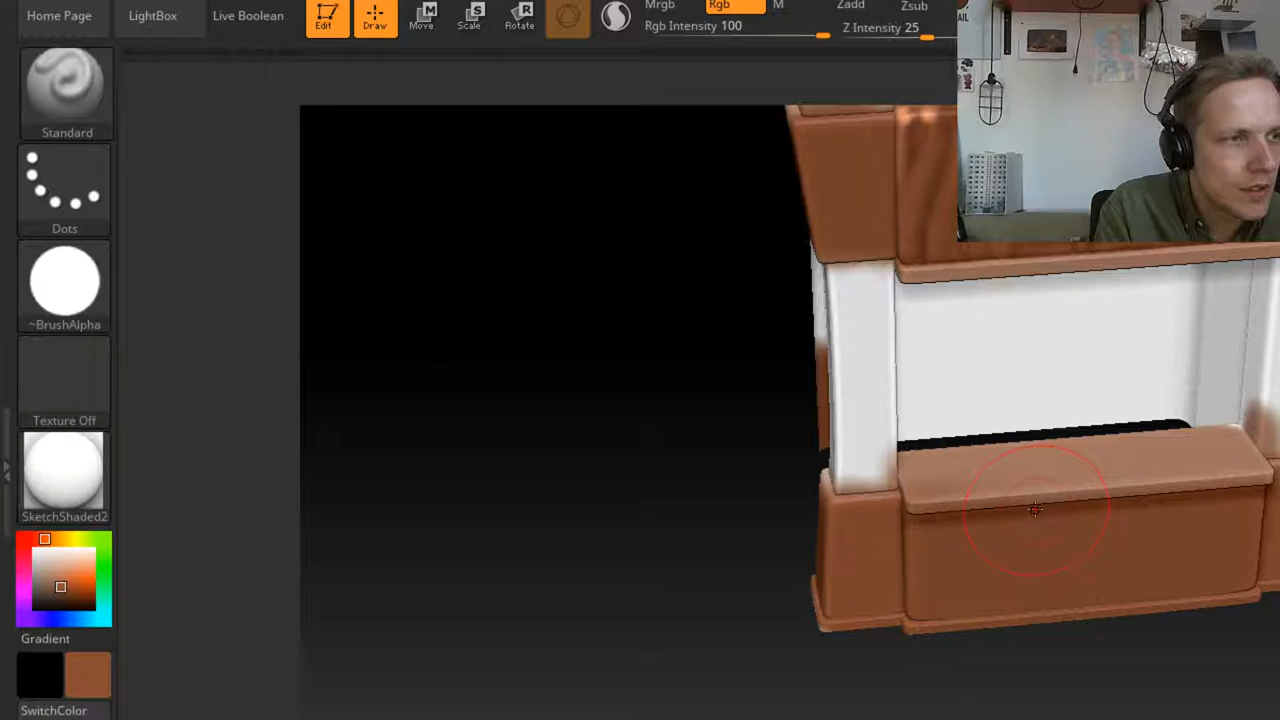 Home Page
LightBox
Live Boolean
Edit
Draw
Move
Scale
Rotate
Mrgb
Rgb
M
Zadd
Zsub
Rgb Intensity 100
Z Intensity 25
Standard
Dots
~BrushAlpha
Texture Off
SketchShaded2
Gradient
SwitchColor